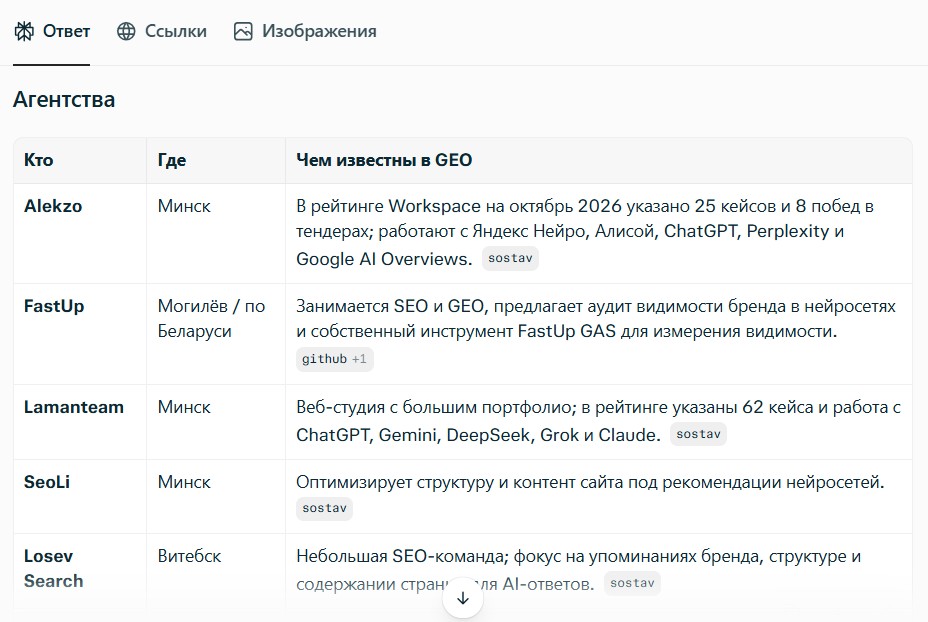 Ответ Ссылки Изображения
Агентства
Кто Где Чем известны в GEO
Alekzo Минск В рейтинге Workspace на октябрь 2026 указано 25 кейсов и 8 побед в
тендерах; работают с Яндекс Нейро, Алисой, ChatGPT, Perplexity и
Google AI Overviews. sostav
FastUp Могилёв / по Занимается SEO и GEO, предлагает аудит видимости бренда в нейросетях
Беларуси и собственный инструмент FastUp GAS для измерения видимости.
github +1
Lamanteam Минск Веб-студия с большим портфолио; в рейтинге указаны 62 кейса и работа с
ChatGPT, Gemini, DeepSeek, Grok и Claude. sostav
SeoLi Минск Оптимизирует структуру и контент сайта под рекомендации нейросетей.
sostav
Losev Витебск Небольшая SEO-команда; фокус на упоминаниях бренда, структуре и
Search содержании AI-ответов. sostav